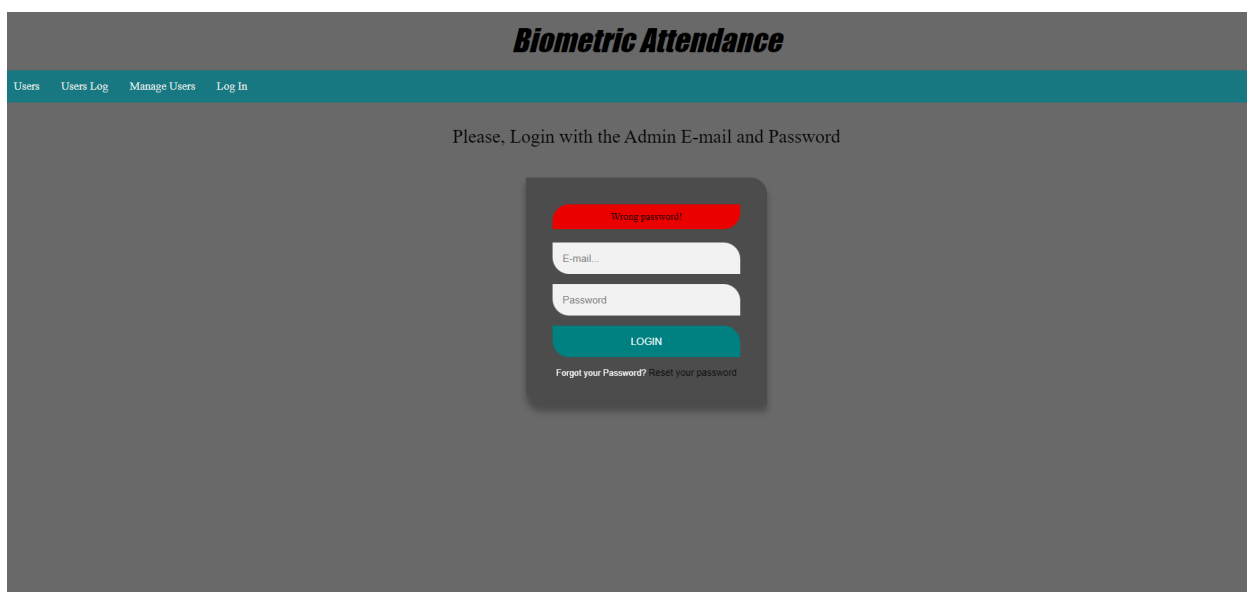 Biometric Attendance
Users Users Log Manage Users Log In
Please, Login with the Admin E-mail and Password
Wrong password!
E-mail...
Password
LOGIN
Forgot your Password? Reset your password